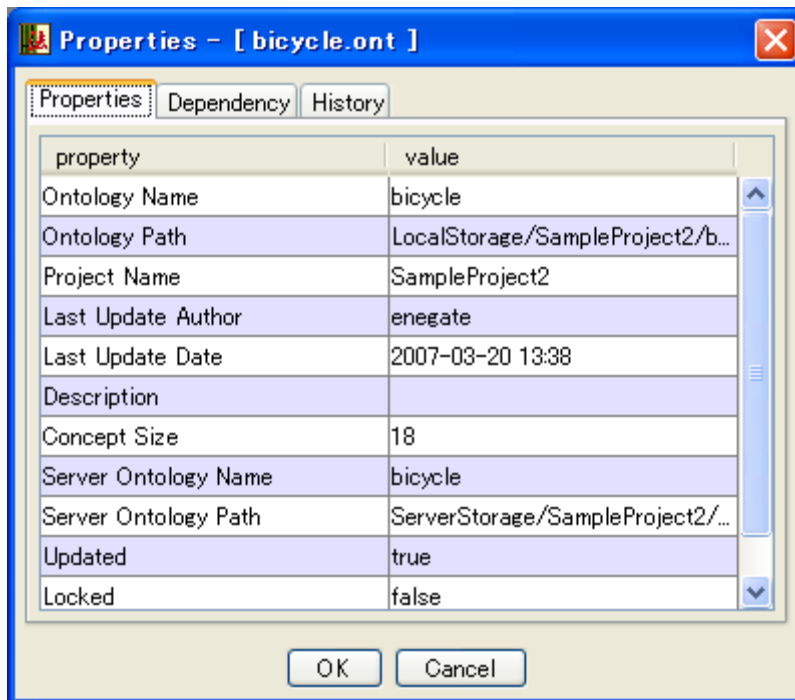 Properties - [ bicycle.ont ]
Properties Dependency History
property value
Ontology Name bicycle
Ontology Path LocalStorage/SampleProject2/b...
Project Name SampleProject2
Last Update Author enegate
Last Update Date 2007-03-20 13:38
Description
Concept Size 18
Server Ontology Name bicycle
Server Ontology Path ServerStorage/SampleProject2/...
Updated true
Locked false
OK Cancel